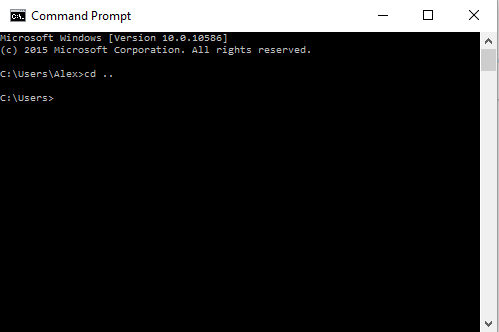 Command Prompt
Microsoft Windows [Version 10.0.10586]
(c) 2015 Microsoft Corporation. All rights reserved.
C:\Users\Alex>cd ..
C:\Users>